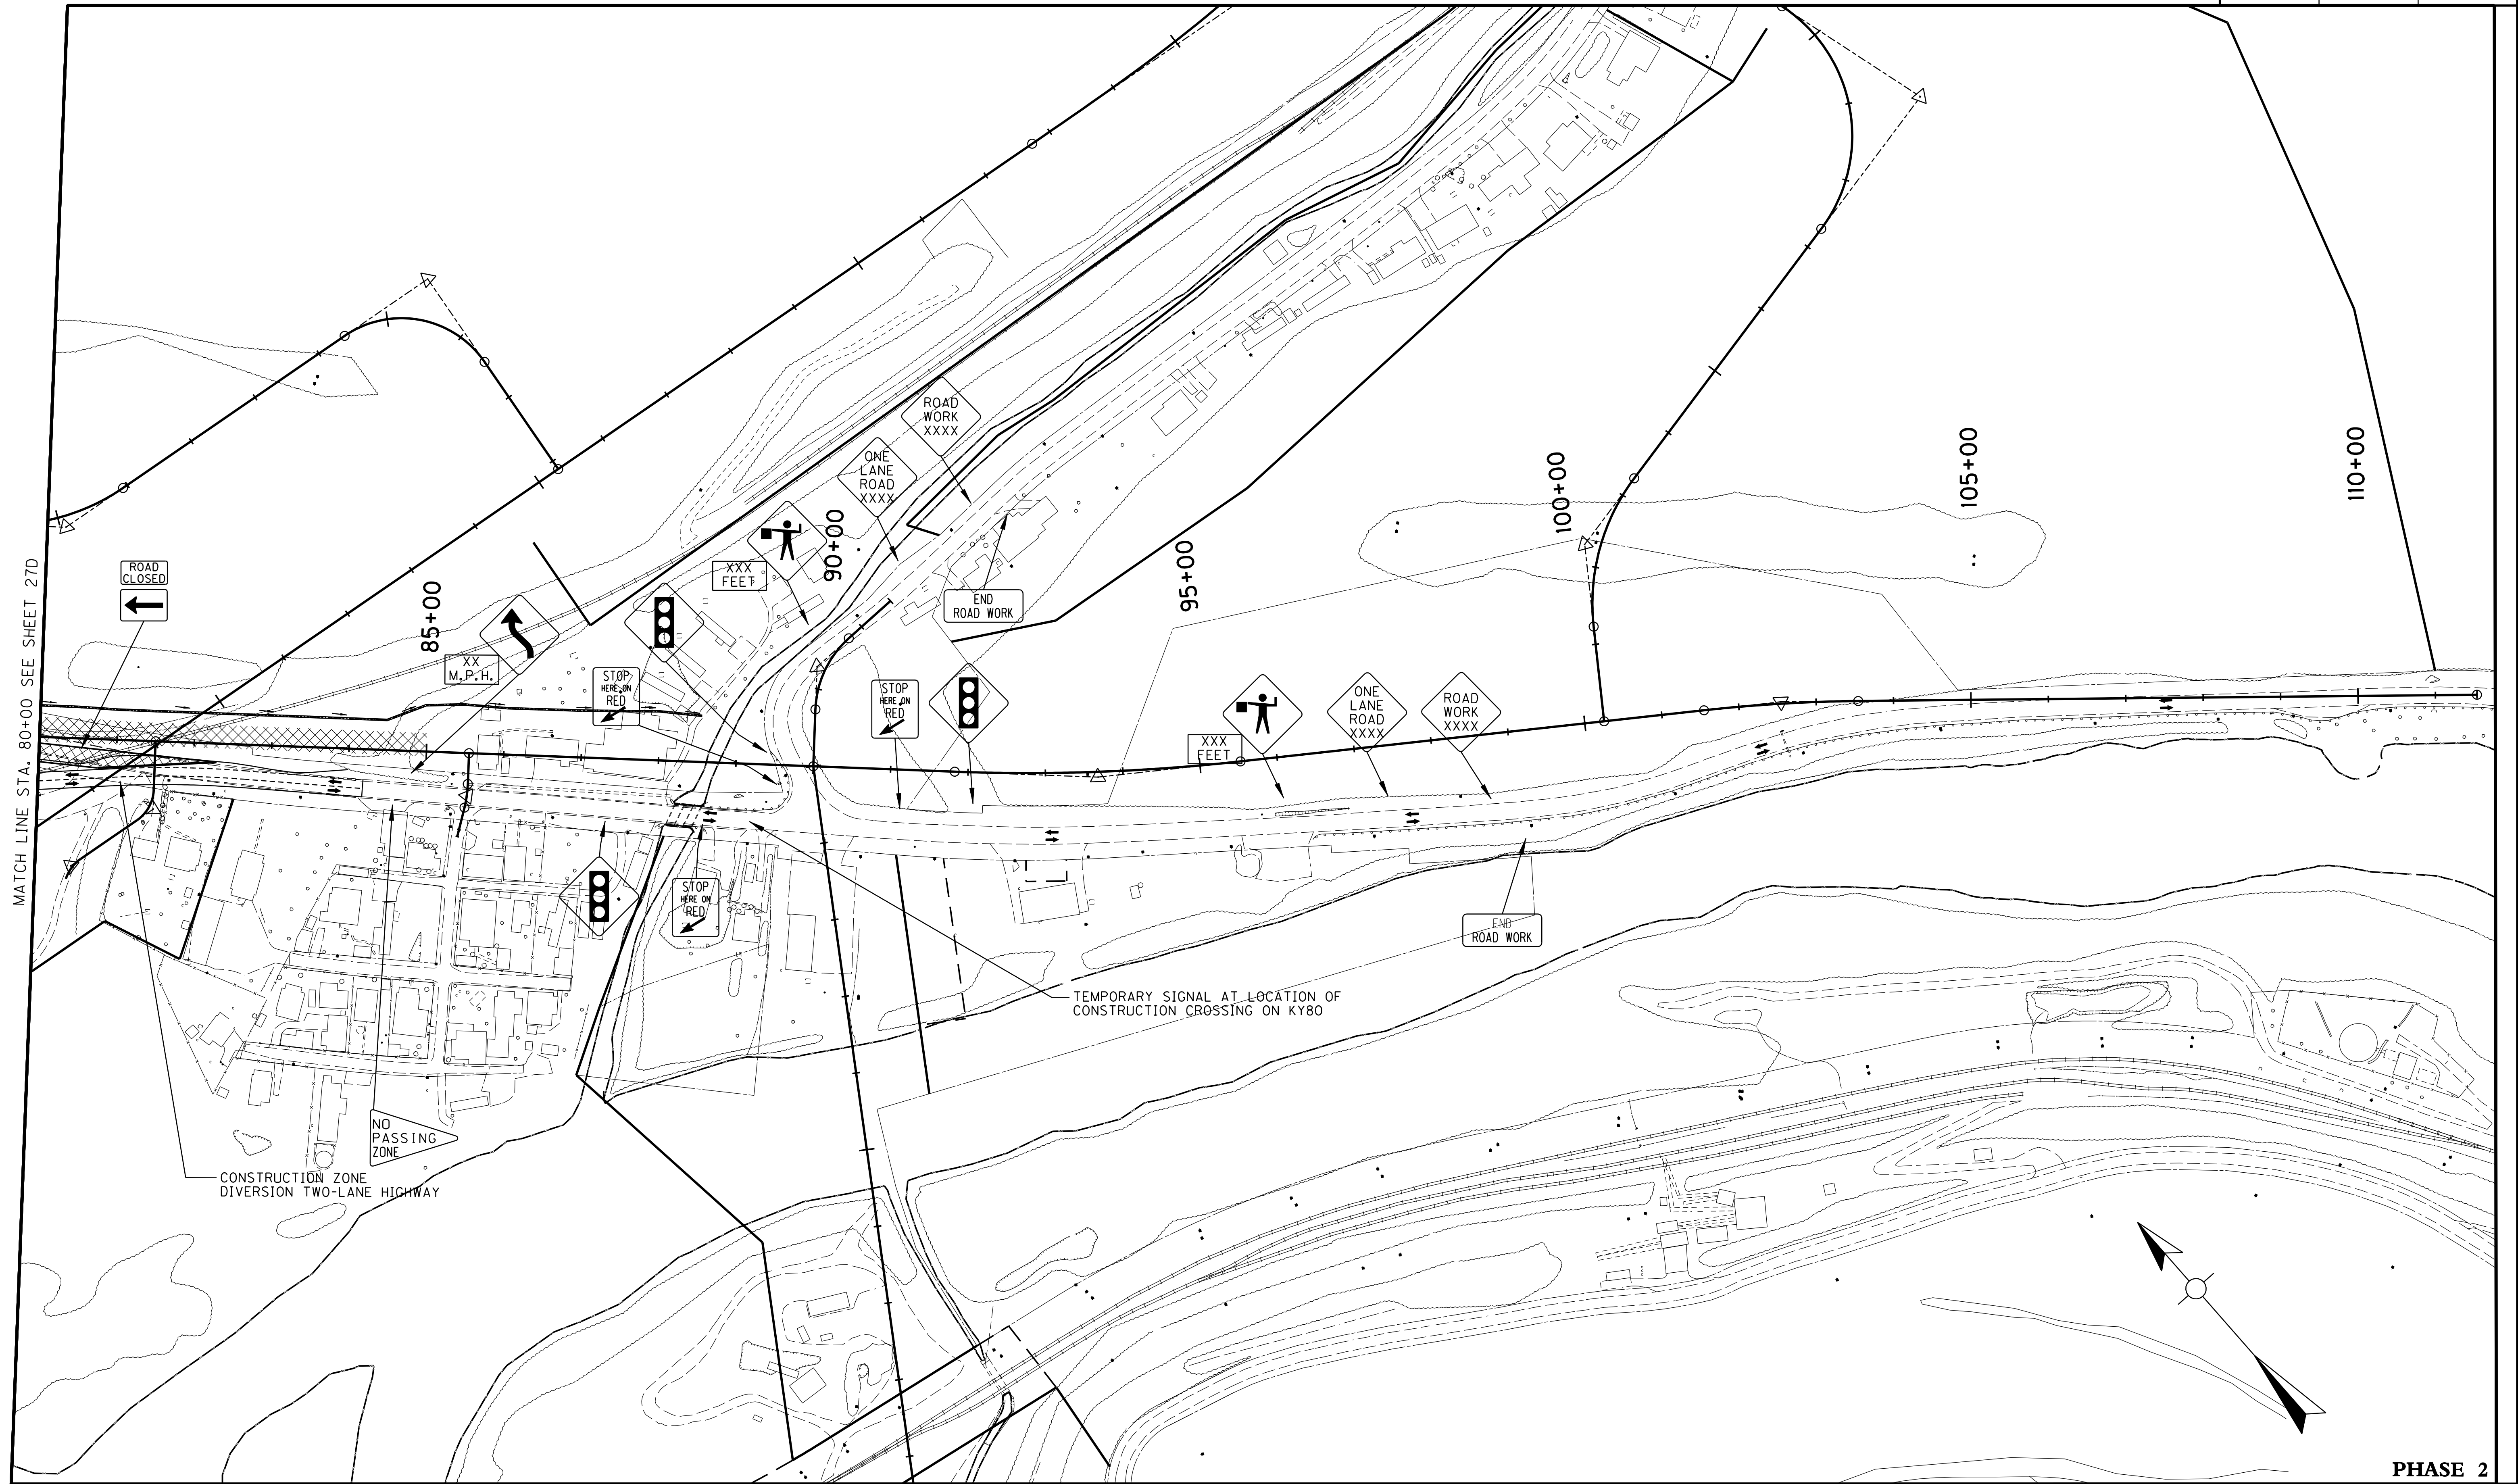 MATCH LINE STA. 80+00 SEE SHEET 27D
ROAD
CLOSED
85+00
XX
M.P.H.
STOP
HERE ON
RED
XXX
FEET
90+00
ONE
LANE
ROAD
XXXX
ROAD
WORK
XXXX
END
ROAD WORK
STOP
HERE ON
RED
95+00
XXX
FEET
ONE
LANE
ROAD
XXXX
ROAD
WORK
XXXX
100+00
105+00
110+00
STOP
HERE ON
RED
END
ROAD WORK
TEMPORARY SIGNAL AT LOCATION OF
CONSTRUCTION CROSSING ON KY80
NO
PASSING
ZONE
CONSTRUCTION ZONE
DIVERSION TWO-LANE HIGHWAY
PHASE 2